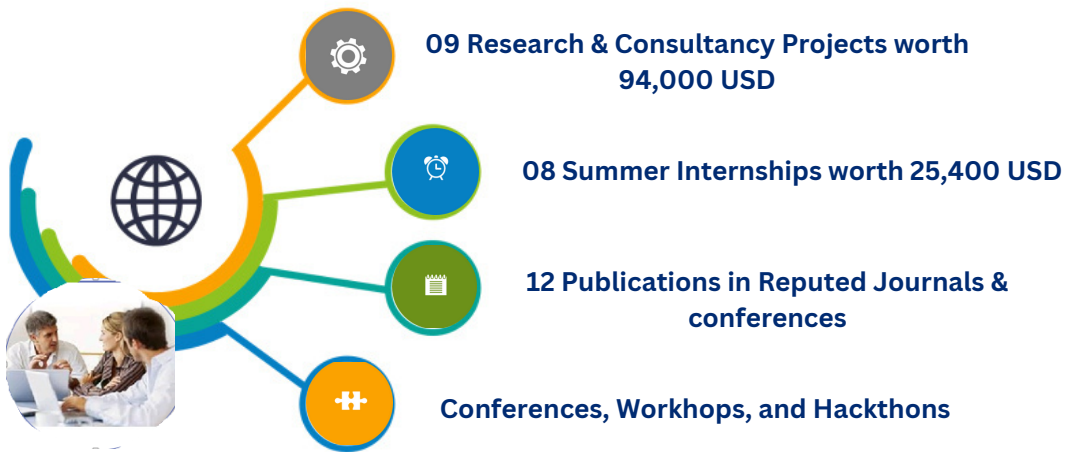 09 Research & Consultancy Projects worth
94,000 USD
08 Summer Internships worth 25,400 USD
12 Publications in Reputed Journals &
conferences
Conferences, Workhops, and Hackthons